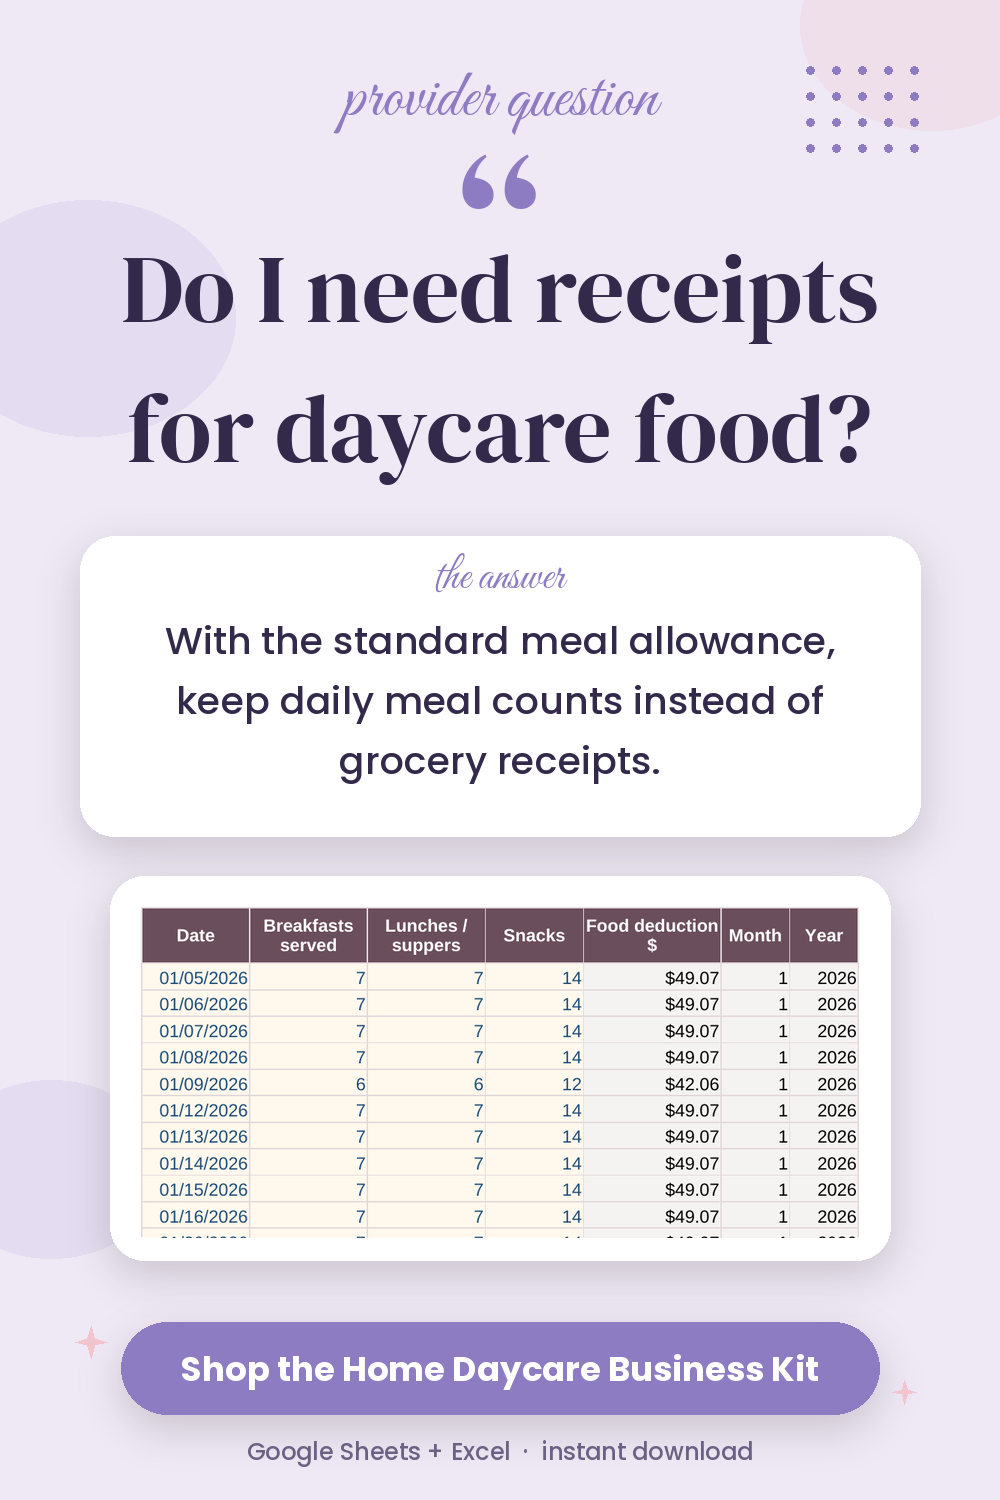 provider question
“
Do I need receipts
for daycare food?
the answer
With the standard meal allowance,
keep daily meal counts instead of
grocery receipts.
Date Breakfasts served Lunches / suppers Snacks Food deduction $ Month Year
01/05/2026 7 7 14 $49.07 1 2026
01/06/2026 7 7 14 $49.07 1 2026
01/07/2026 7 7 14 $49.07 1 2026
01/08/2026 7 7 14 $49.07 1 2026
01/09/2026 6 6 12 $42.06 1 2026
01/12/2026 7 7 14 $49.07 1 2026
01/13/2026 7 7 14 $49.07 1 2026
01/14/2026 7 7 14 $49.07 1 2026
01/15/2026 7 7 14 $49.07 1 2026
01/16/2026 7 7 14 $49.07 1 2026
Shop the Home Daycare Business Kit
Google Sheets + Excel · instant download